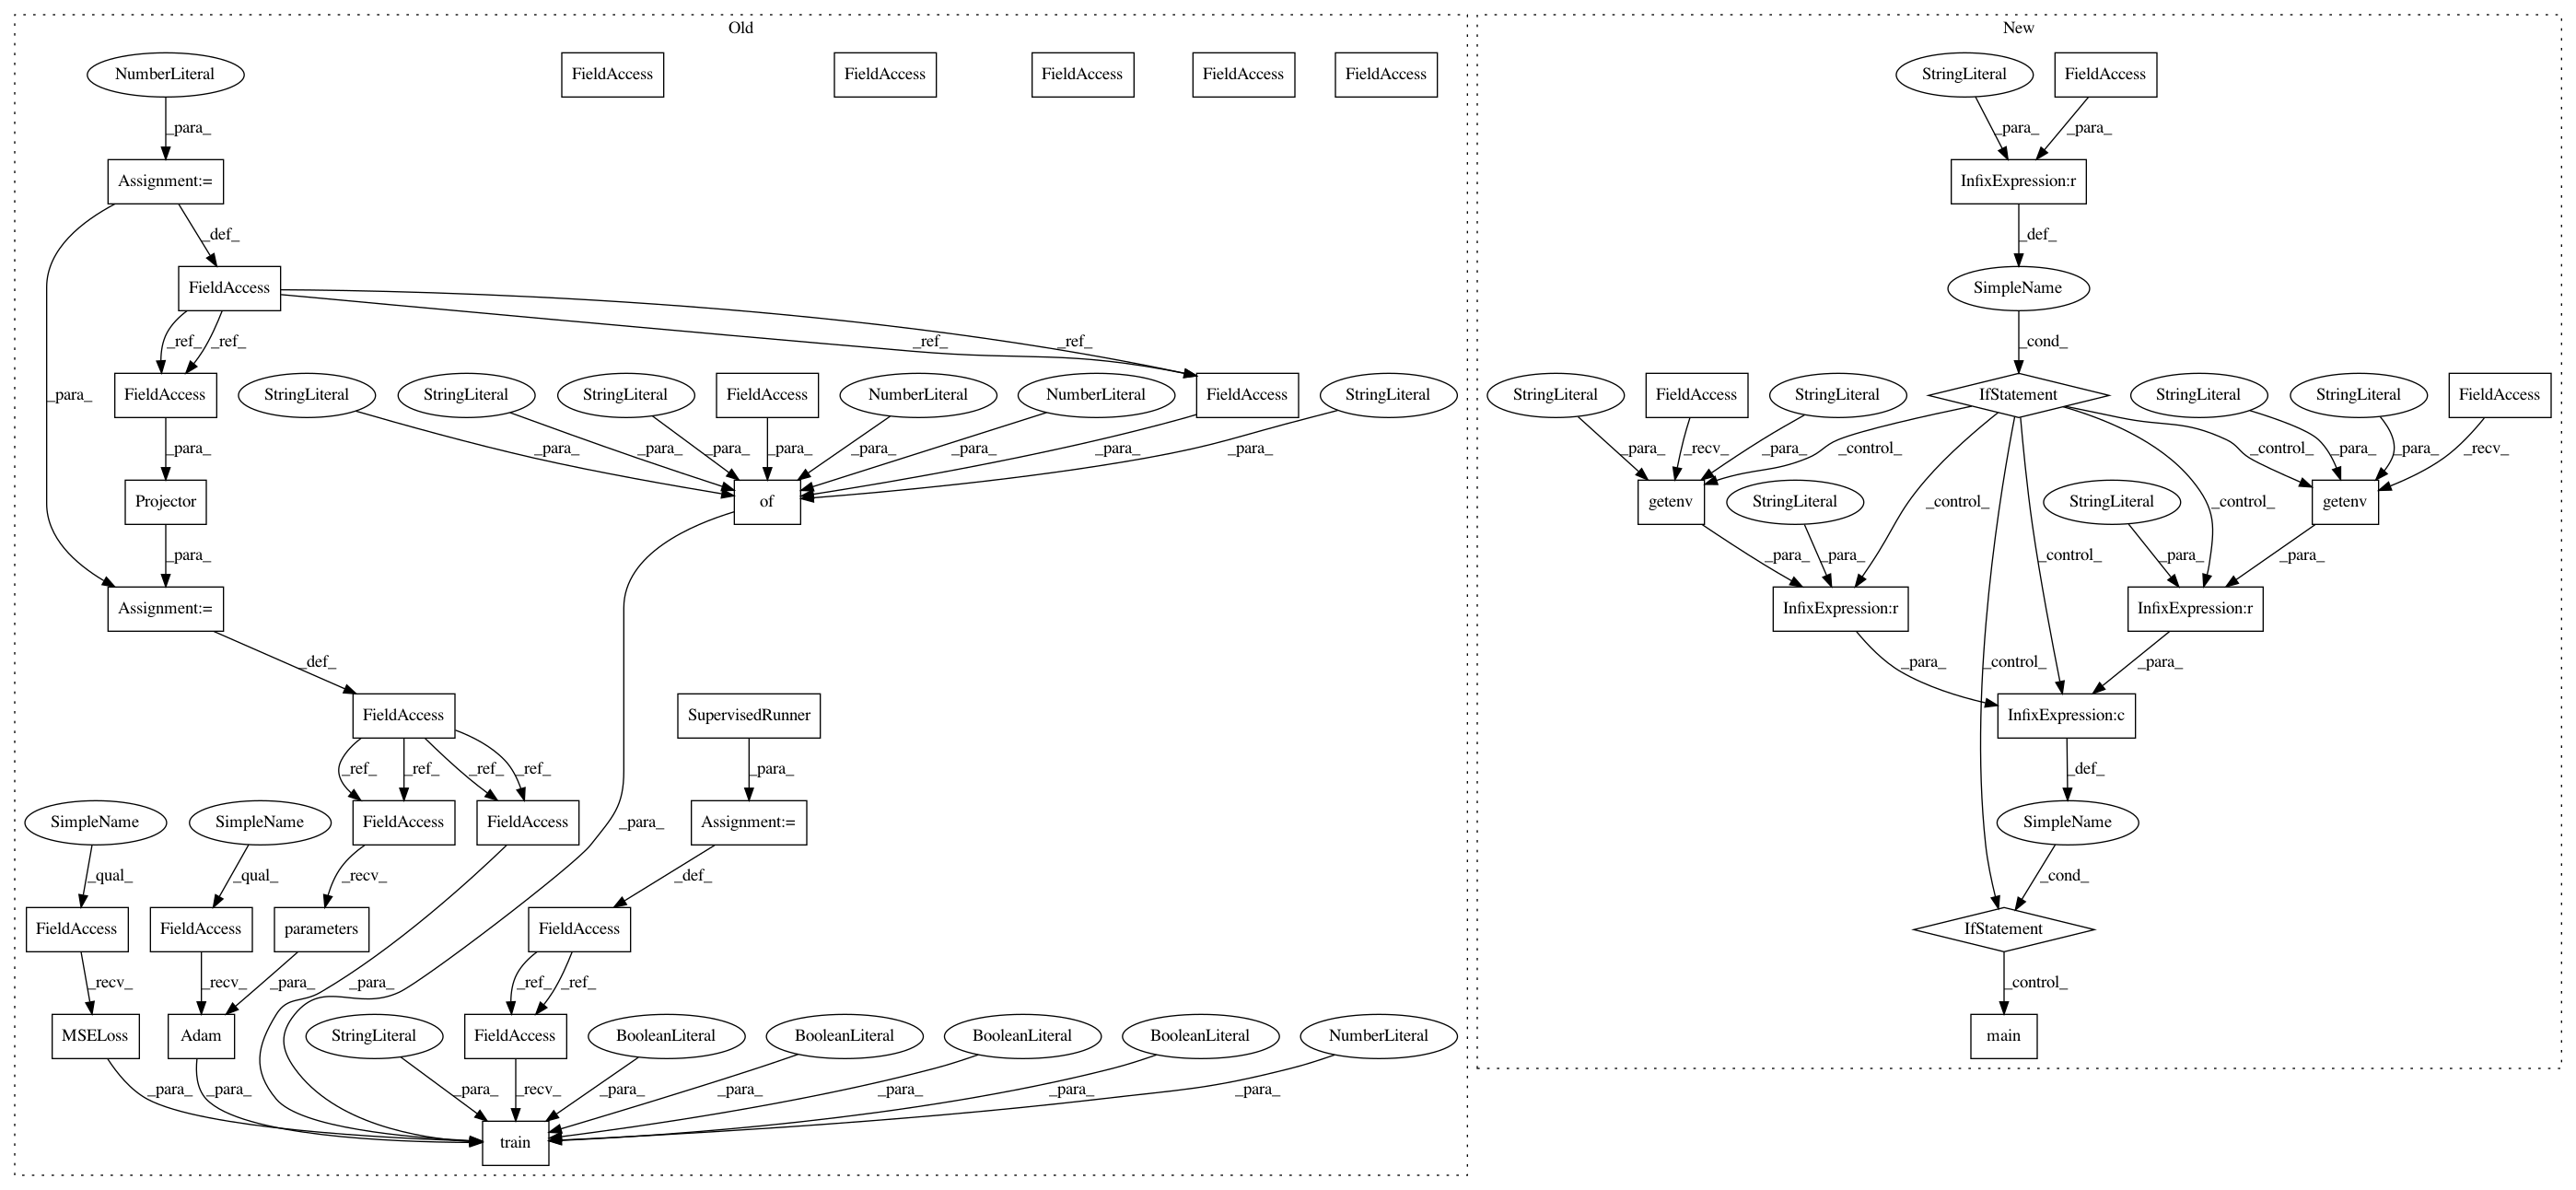 Old
New
NumberLiteral
FieldAccess
FieldAccess
FieldAccess
FieldAccess
FieldAccess
StringLiteral
FieldAccess
_para_
_para_
_para_
Assignment:=
InfixExpression:r
_def_
_def_
FieldAccess
SimpleName
_ref_
_ref_
_ref_
_ref_
_cond_
_para_
FieldAccess
StringLiteral
StringLiteral
StringLiteral
FieldAccess
NumberLiteral
NumberLiteral
FieldAccess
StringLiteral
StringLiteral
FieldAccess
StringLiteral
IfStatement
StringLiteral
StringLiteral
FieldAccess
_para_
_para_
_para_
_para_
_para_
_para_
_para_
_para_
_para_
_para_
_recv_
_para_
_control_
_control_
_para_
_para_
_recv_
Projector
of
getenv
StringLiteral
_control_
StringLiteral
_control_
getenv
_para_
_para_
_para_
_control_
_para_
_para_
Assignment:=
InfixExpression:r
InfixExpression:r
_def_
_para_
_control_
_para_
FieldAccess
SupervisedRunner
InfixExpression:c
_ref_
_ref_
_ref_
_ref_
_para_
_def_
SimpleName
SimpleName
FieldAccess
FieldAccess
_para_
Assignment:=
SimpleName
_qual_
_qual_
_recv_
_def_
_cond_
FieldAccess
FieldAccess
parameters
FieldAccess
IfStatement
_recv_
_recv_
_para_
_para_
_ref_
_ref_
_control_
MSELoss
Adam
StringLiteral
FieldAccess
BooleanLiteral
BooleanLiteral
BooleanLiteral
BooleanLiteral
NumberLiteral
main
_para_
_para_
_para_
_recv_
_para_
_para_
_para_
_para_
_para_
train